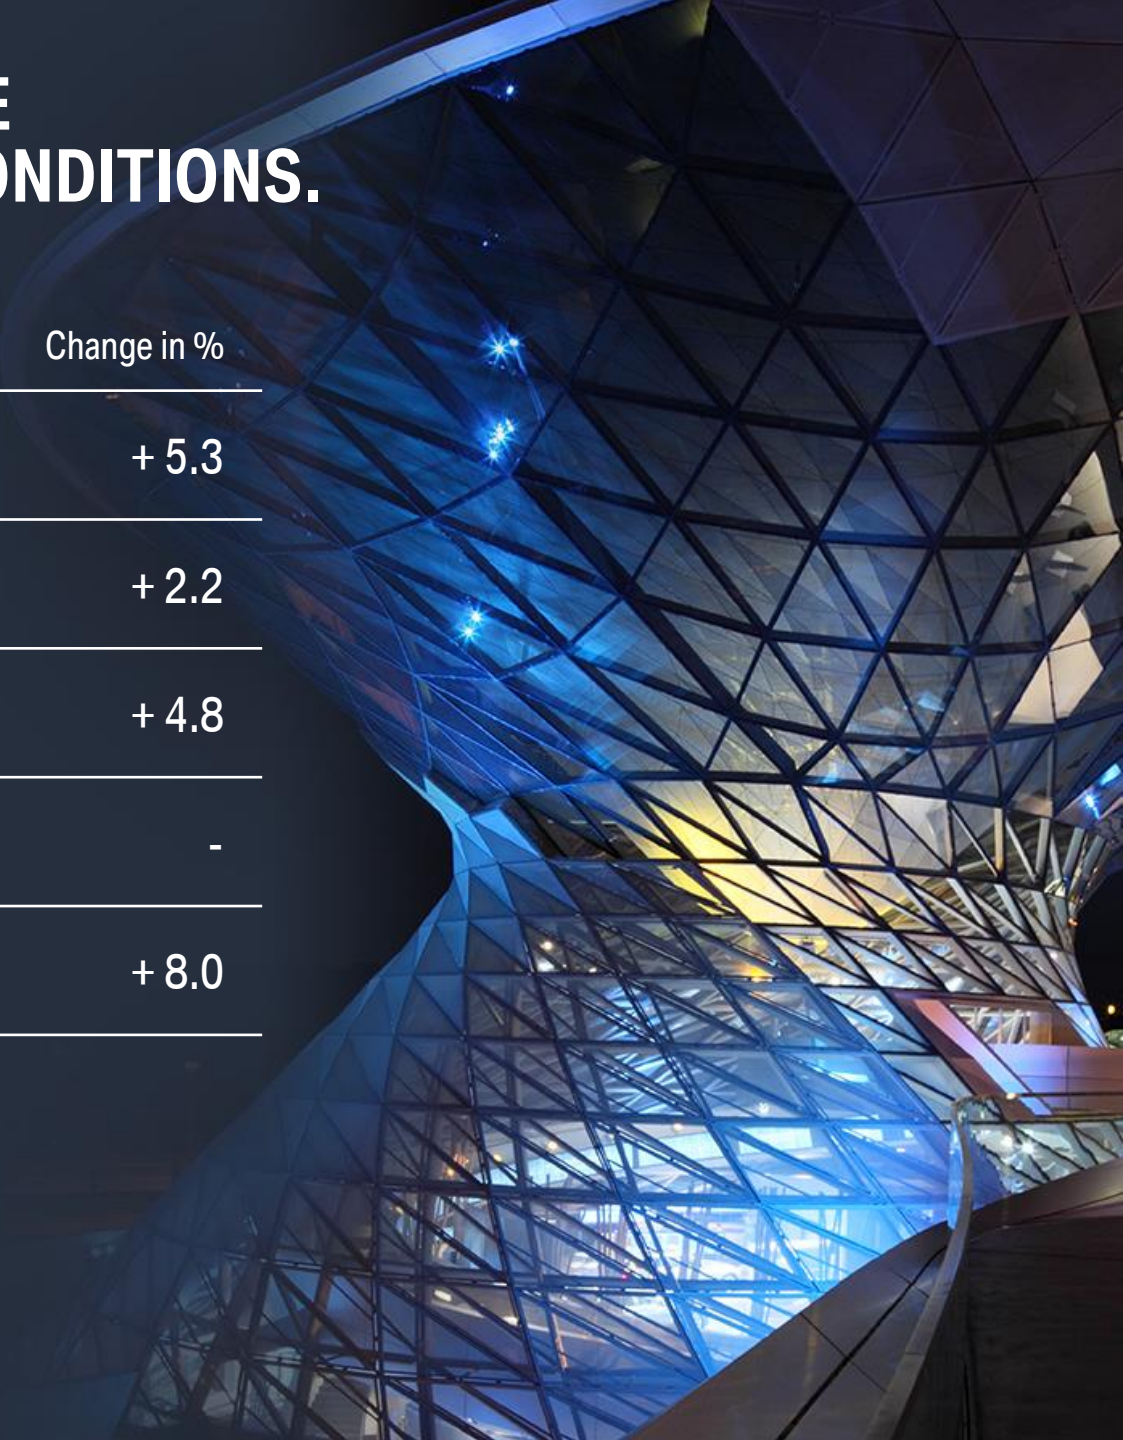 E
ONDITIONS.
Change in %
+ 5.3
+ 2.2
+ 4.8
-
+ 8.0